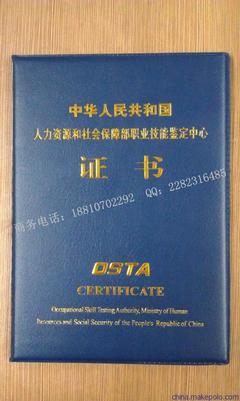 中华人民共和国
人力资源和社会保障部职业技能鉴定中心
证书
商务电话：18810702292 QQ：2282316485
OSTA
CERTIFICATE
Occupational Skill Testing Authority, Ministry of Human
Resources and Social Security of the People's Republic of China
china.makepolo.com